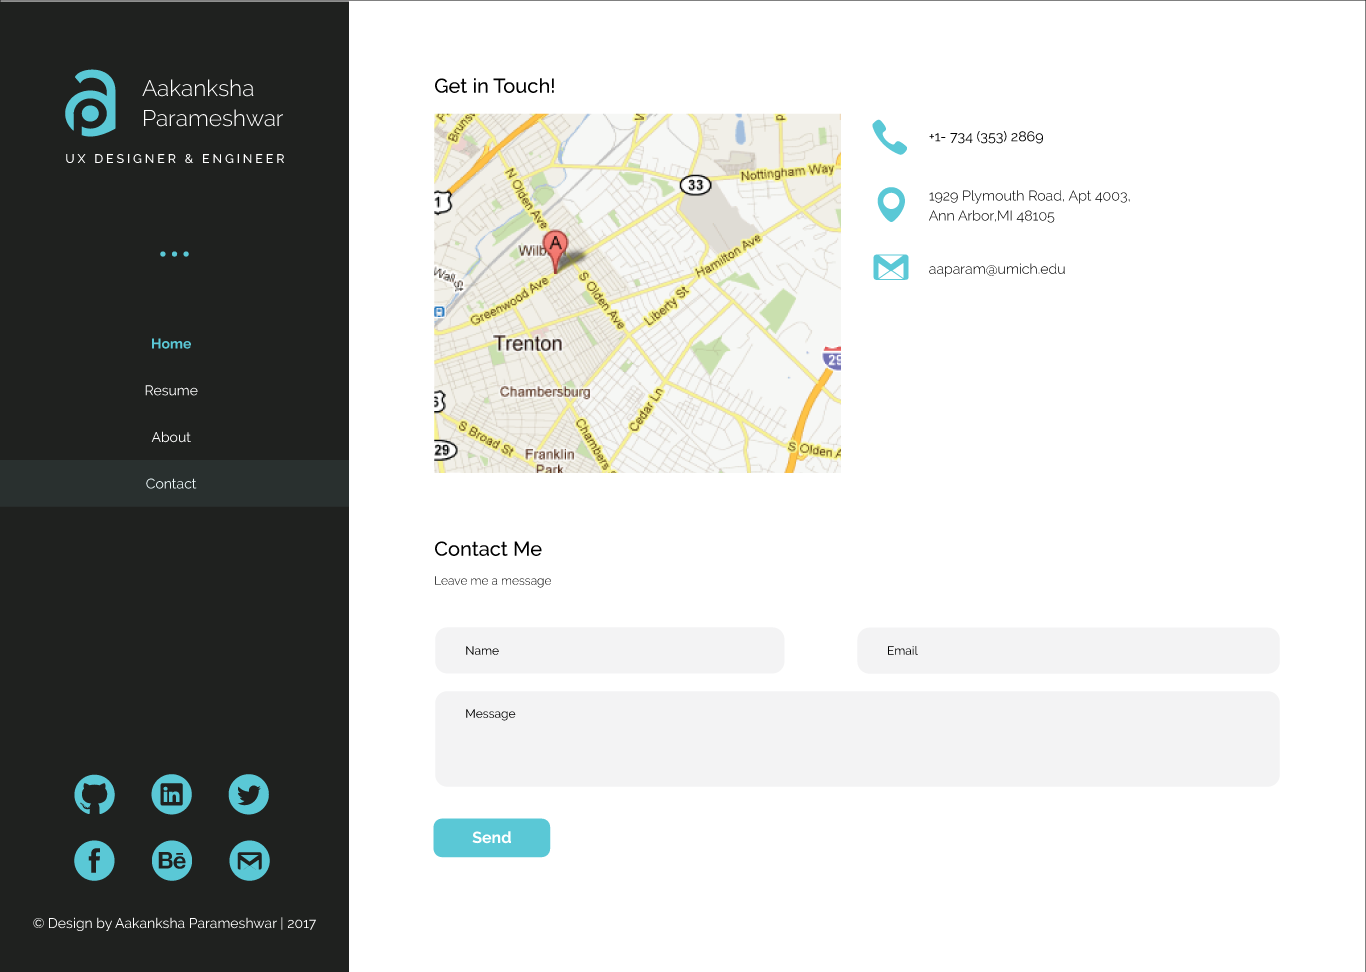 Aakanksha
Parameshwar
UX DESIGNER & ENGINEER
Home
Resume
About
Contact
© Design by Aakanksha Parameshwar | 2017
Get in Touch!
Brunsw
N Olden Ave
33
Nottingham Way
1
A
Wall St
S Olden Ave
Hamilton Ave
Greenwood Ave
Liberty St
Trenton
29
Chambersburg
Cedar Ln
S Broad St
Chambers
29
Franklin
Park
S Olden A
+1- 734 (353) 2869
1929 Plymouth Road, Apt 4003,
Ann Arbor,MI 48105
aaparam@umich.edu
Contact Me
Leave me a message
Name
Email
Message
Send
in
f
Bē